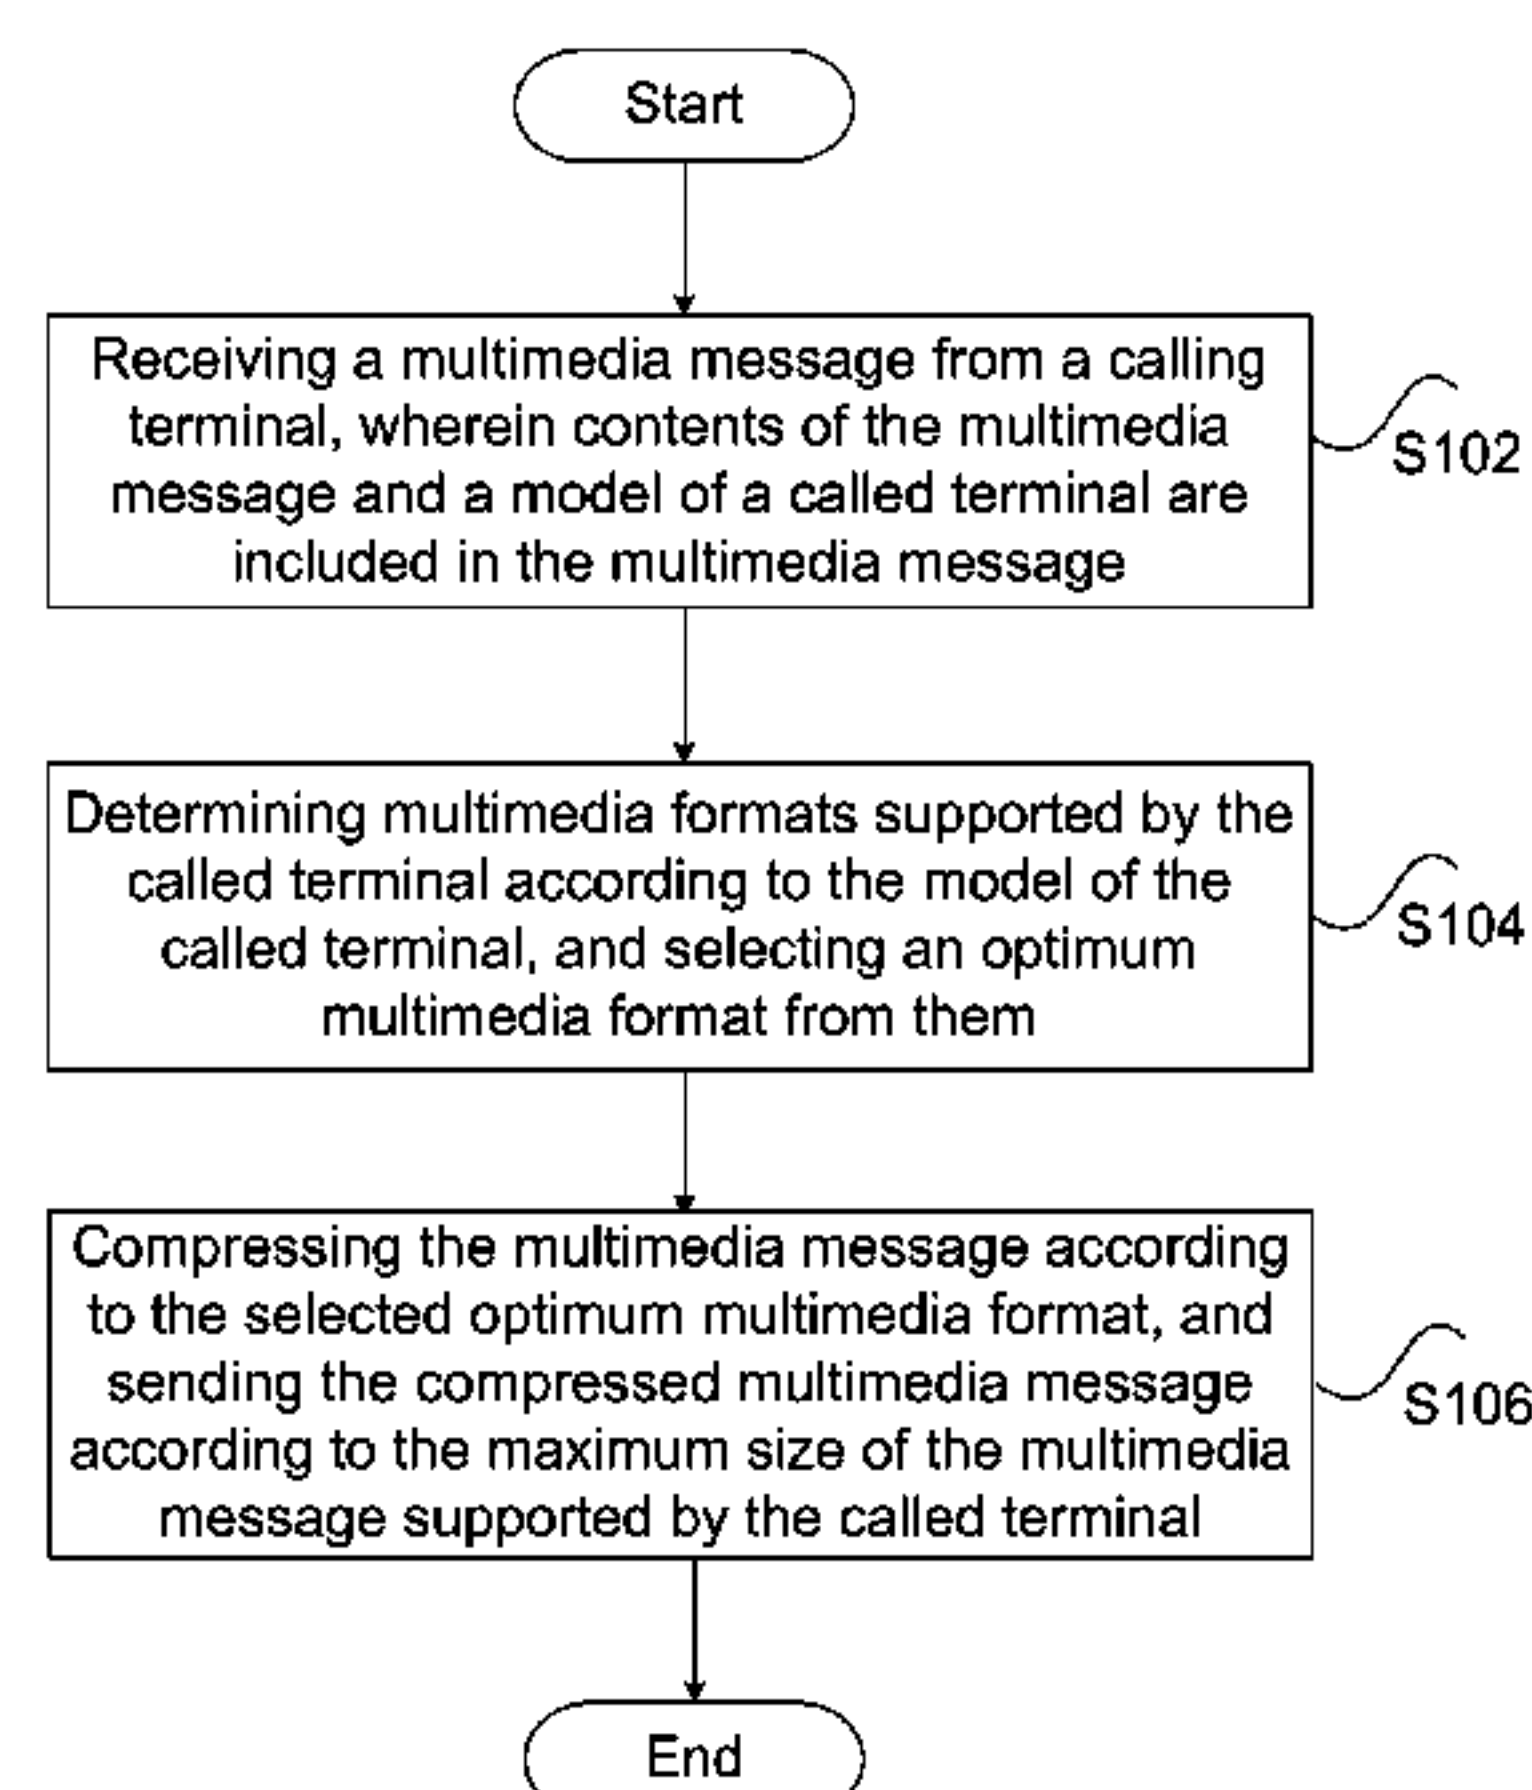 Start
Receiving a multimedia message from a calling
terminal, wherein contents of the multimedia
message and a model of a called terminal are
included in the multimedia message
S102
Determining multimedia formats supported by the
called terminal according to the model of the
called terminal, and selecting an optimum
multimedia format from them
S104
Compressing the multimedia message according
to the selected optimum multimedia format, and
sending the compressed multimedia message
according to the maximum size of the multimedia
message supported by the called terminal
S106
End